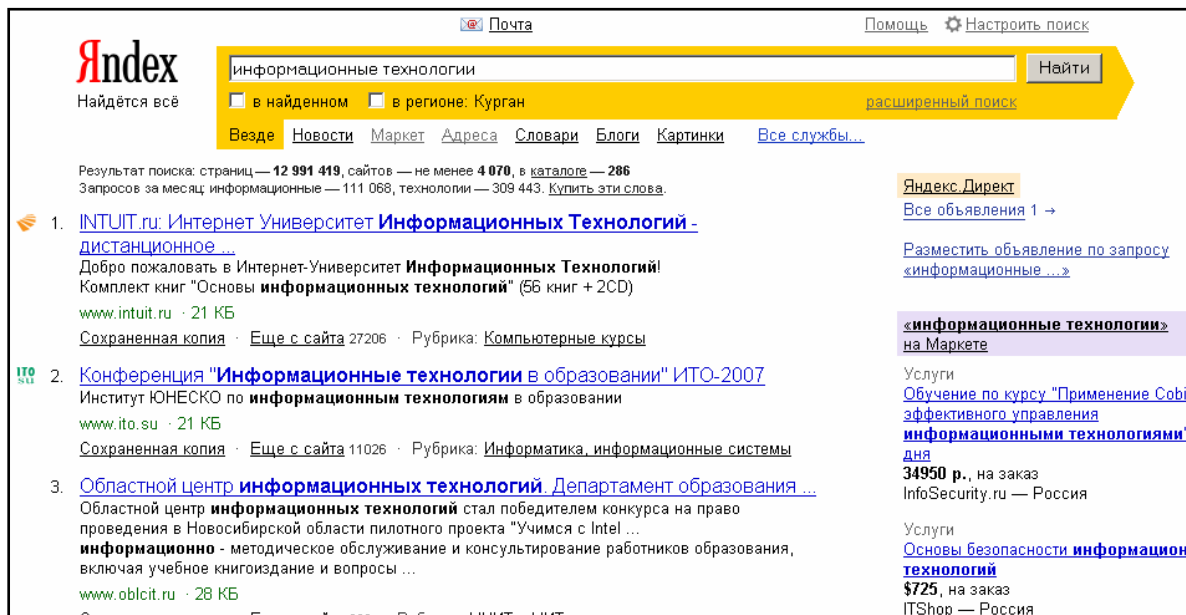 Почта
Помощь Настроить поиск
Яndex
Найдётся всё
информационные технологии
Найти
в найденном в регионе: Курган
расширенный поиск
Везде Новости Маркет Адреса Словари Блоги Картинки Все службы...
Результат поиска: страниц — 12 991 419, сайтов — не менее 4 070, в каталоге — 286
Запросов за месяц: информационные — 111 068, технологии — 309 443. Купить эти слова.
1. INTUIT.ru: Интернет Университет Информационных Технологий -
дистанционное ...
Добро пожаловать в Интернет-Университет Информационных Технологий!
Комплект книг "Основы информационных технологий" (56 книг + 2CD)
www.intuit.ru · 21 КБ
Сохраненная копия · Еще с сайта 27206 · Рубрика: Компьютерные курсы
ITO
su
2. Конференция "Информационные технологии в образовании" ИТО-2007
Институт ЮНЕСКО по информационным технологиям в образовании
www.ito.su · 21 КБ
Сохраненная копия · Еще с сайта 11026 · Рубрика: Информатика, информационные системы
3. Областной центр информационных технологий. Департамент образования ...
Областной центр информационных технологий стал победителем конкурса на право
проведения в Новосибирской области пилотного проекта "Учимся с Intel ...
информационно - методическое обслуживание и консультирование работников образования,
включая учебное книгоиздание и вопросы ...
www.oblcit.ru · 28 КБ
Яндекс.Директ
Все объявления 1 →
Разместить объявление по запросу
«информационные ...»
«информационные технологии»
на Маркете
Услуги
Обучение по курсу "Применение Cobi
эффективного управления
информационными технологиями"
дня
34950 р., на заказ
InfoSecurity.ru — Россия
Услуги
Основы безопасности информацион
технологий
$725, на заказ
ITShop — Россия